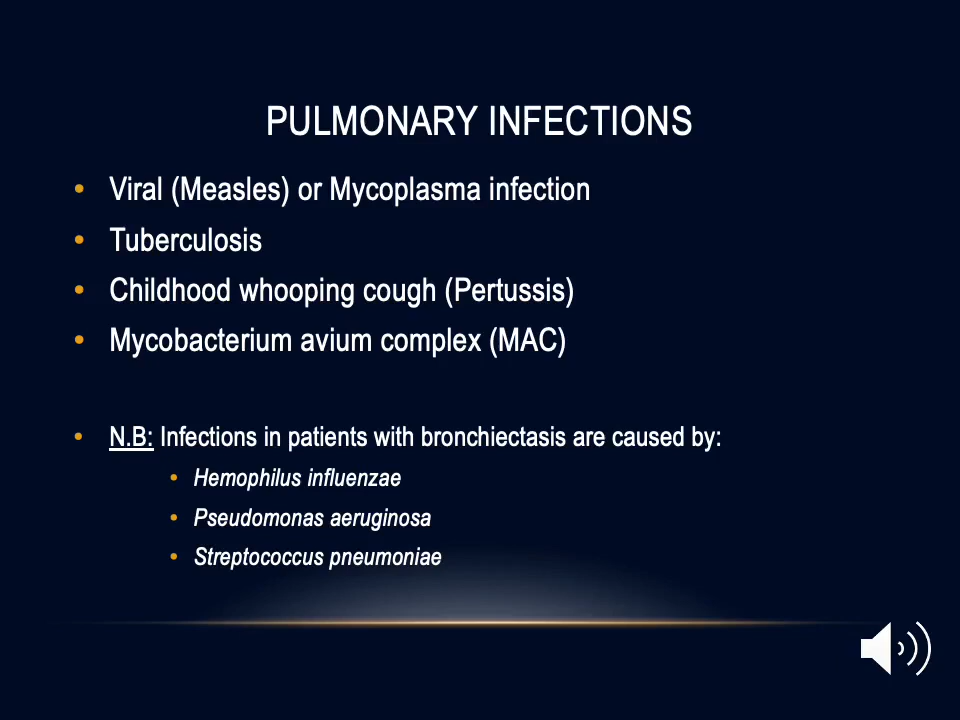 PULMONARY INFECTIONS
• Viral (Measles) or Mycoplasma infection
• Tuberculosis
• Childhood whooping cough (Pertussis)
• Mycobacterium avium complex (MAC)
• N.B: Infections in patients with bronchiectasis are caused by:
• Hemophilus influenzae
• Pseudomonas aeruginosa
• Streptococcus pneumoniae